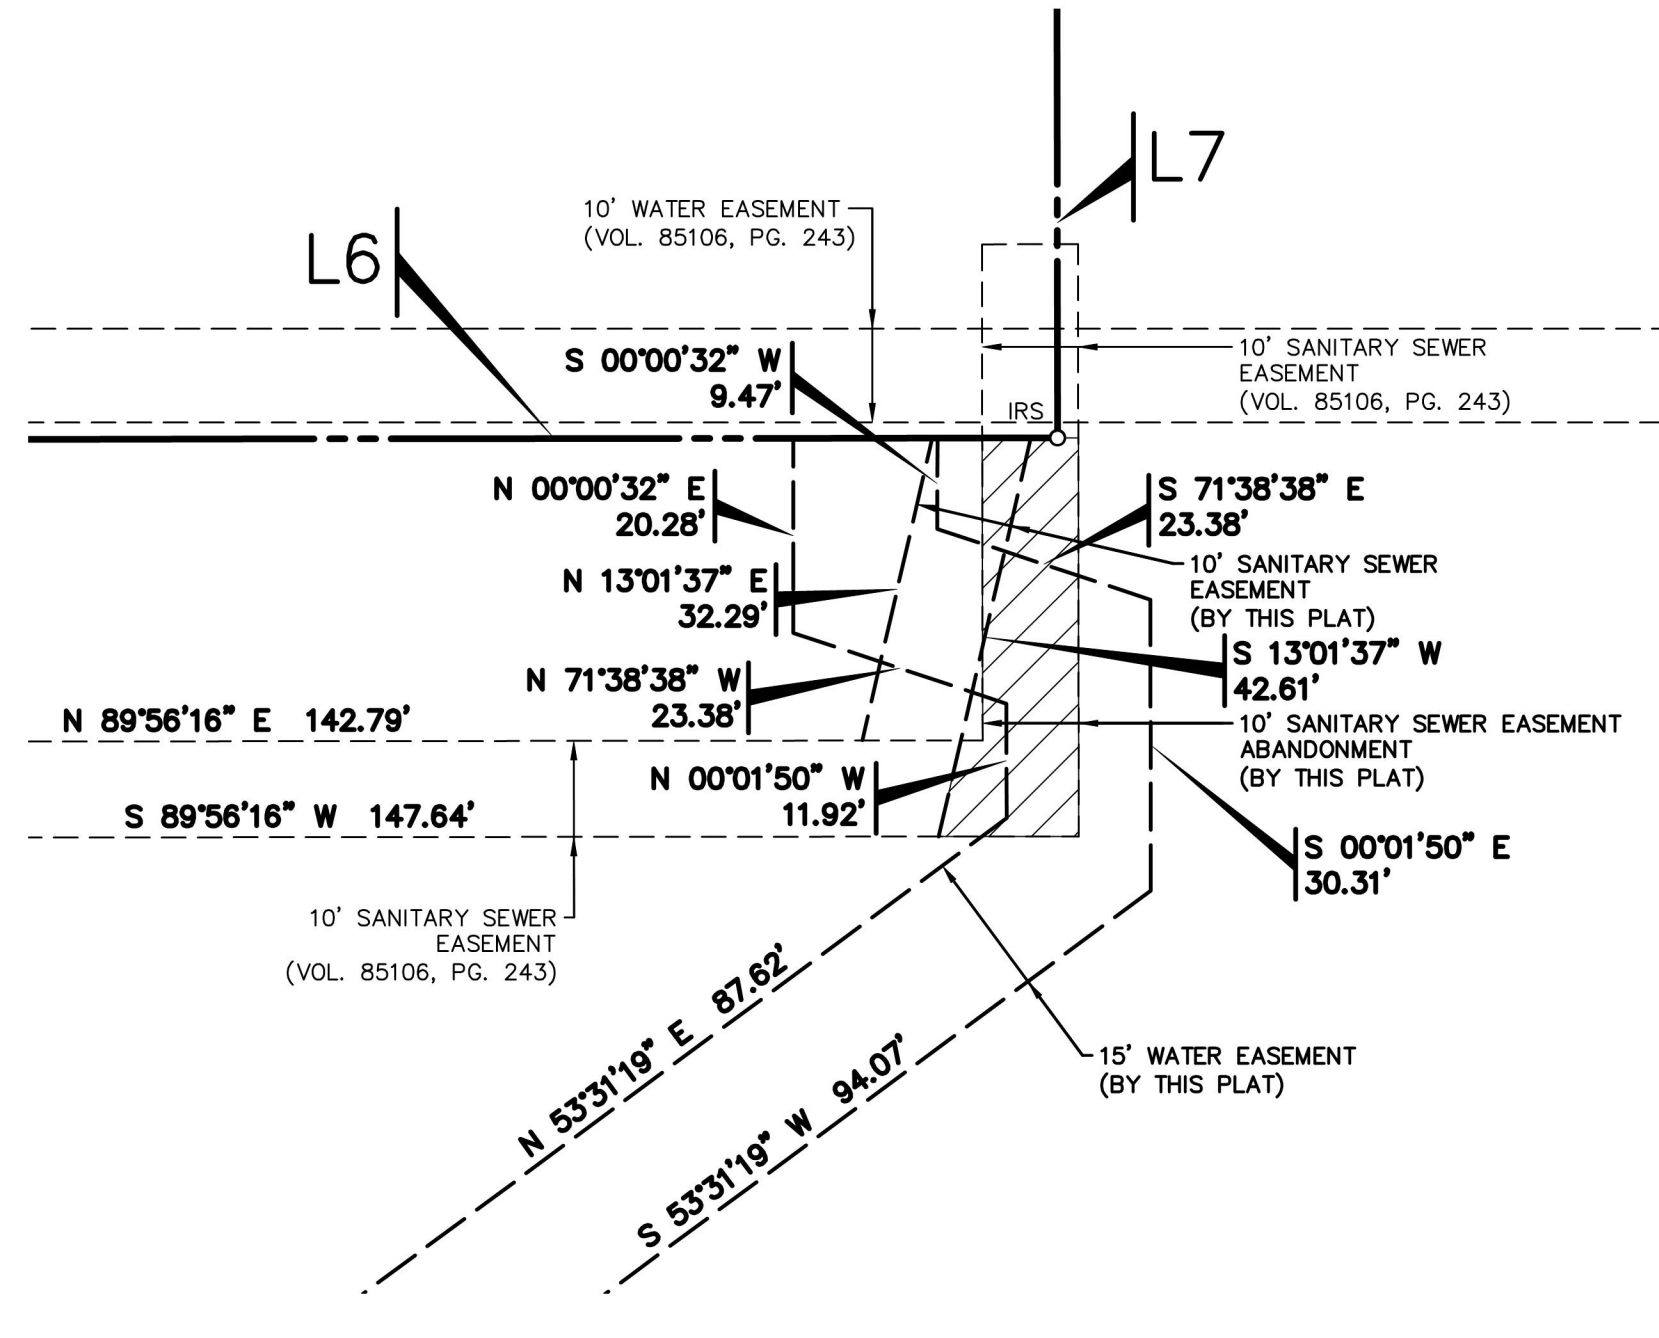 L7
10' WATER EASEMENT
(VOL. 85106, PG. 243)
L6
10' SANITARY SEWER
EASEMENT
(VOL. 85106, PG. 243)
S 00°00'32" W
9.47'
IRS
N 00°00'32" E
20.28'
S 71°38'38" E
23.38'
10' SANITARY SEWER
EASEMENT
(BY THIS PLAT)
N 13°01'37" E
32.29'
S 13°01'37" W
42.61'
N 71°38'38" W
23.38'
N 89°56'16" E 142.79'
10' SANITARY SEWER EASEMENT
ABANDONMENT
(BY THIS PLAT)
N 00°01'50" W
11.92'
S 89°56'16" W 147.64'
S 00°01'50" E
30.31'
10' SANITARY SEWER
EASEMENT
(VOL. 85106, PG. 243)
N 53°31'19" E 87.62'
S 53°31'19" W 94.07'
15' WATER EASEMENT
(BY THIS PLAT)